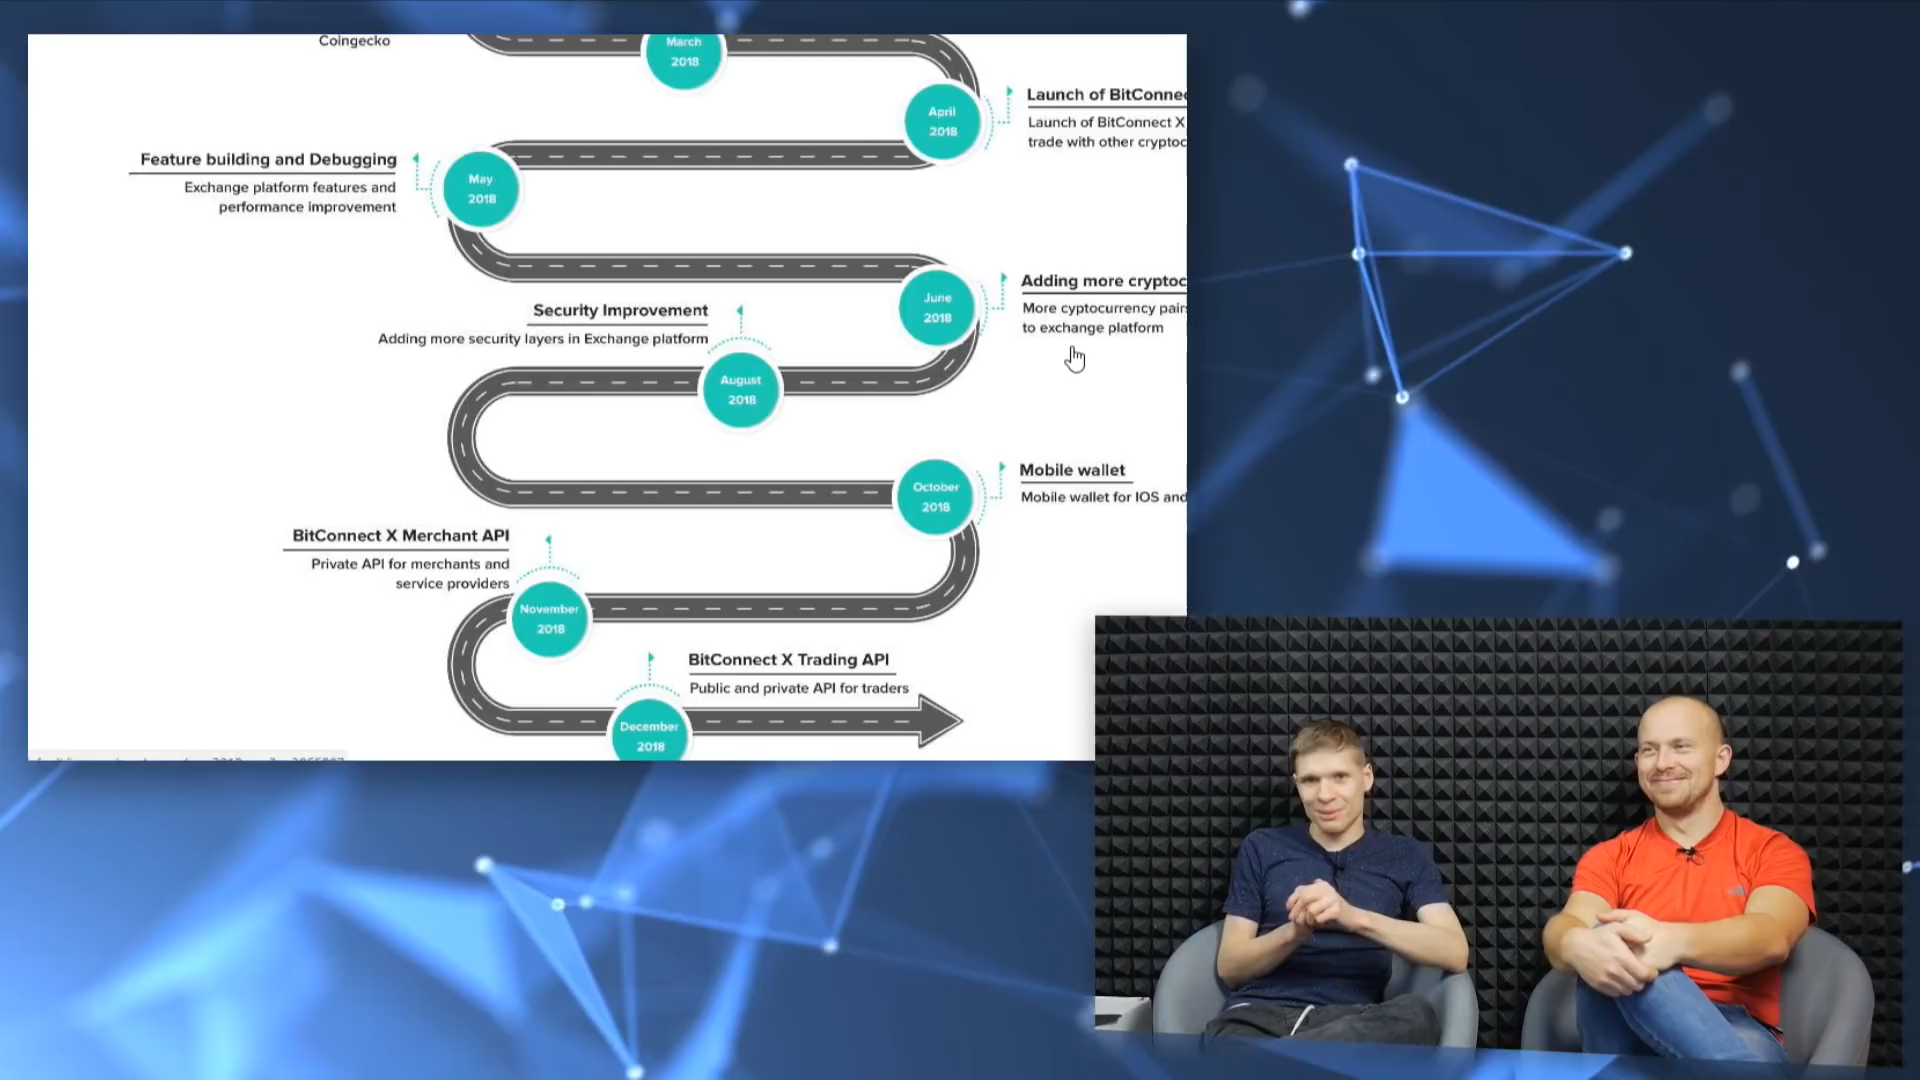 Coingecko
March
2018
April
2018
Launch of BitConnec
Launch of BitConnect X
trade with other cryptoc
Feature building and Debugging
Exchange platform features and
performance improvement
May
2018
June
2018
Adding more cryptoc
More cyptocurrency pairs
to exchange platform
Security Improvement
Adding more security layers in Exchange platform
August
2018
October
2018
Mobile wallet
Mobile wallet for IOS and
BitConnect X Merchant API
Private API for merchants and
service providers
November
2018
BitConnect X Trading API
Public and private API for traders
December
2018